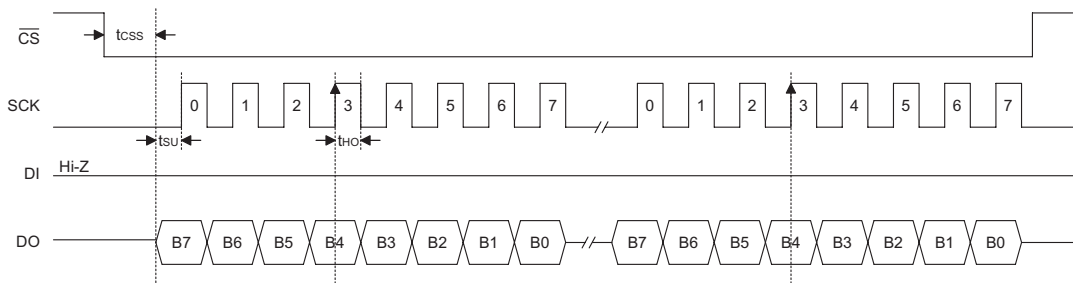 CS
tcss
SCK
0 1 2 3 4 5 6 7 0 1 2 3 4 5 6 7
tSU
tHO
DI
Hi-Z
DO
B7 B6 B5 B4 B3 B2 B1 B0 B7 B6 B5 B4 B3 B2 B1 B0